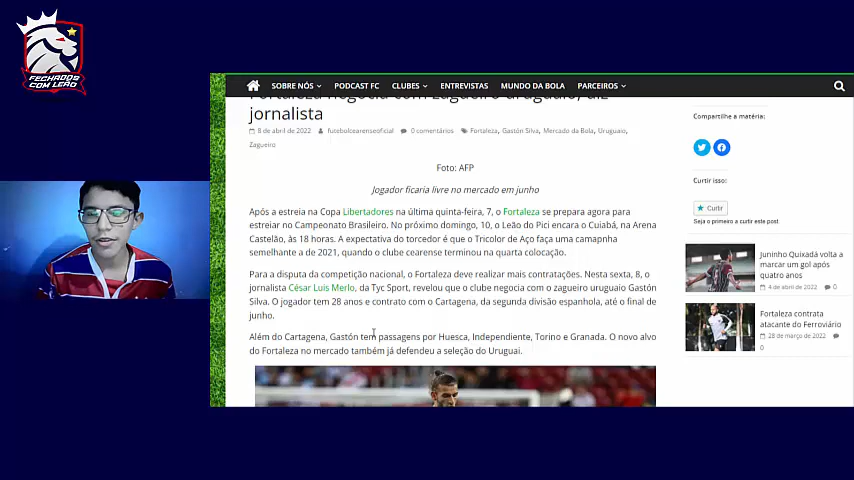 FECHADOS
COM LEÃO
SOBRE NÓS PODCAST FC CLUBES ENTREVISTAS MUNDO DA BOLA PARCEIROS
Fortaleza negocia com zagueiro uruguaio, diz
jornalista
8 de abril de 2022 futebolcearenseoficial 0 comentários Fortaleza, Gastón Silva, Mercado da Bola, Uruguaio,
Zagueiro
Foto: AFP
Jogador ficaria livre no mercado em junho
Após a estreia na Copa Libertadores na última quinta-feira, 7, o Fortaleza se prepara agora para
estreiar no Campeonato Brasileiro. No próximo domingo, 10, o Leão do Pici encara o Cuiabá, na Arena
Castelão, às 18 horas. A expectativa do torcedor é que o Tricolor de Aço faça uma camapnha
semelhante a de 2021, quando o clube cearense terminou na quarta colocação.
Para a disputa da competição nacional, o Fortaleza deve realizar mais contratações. Nesta sexta, 8, o
jornalista César Luis Merlo, da Tyc Sport, revelou que o clube negocia com o zagueiro uruguaio Gastón
Silva. O jogador tem 28 anos e contrato com o Cartagena, da segunda divisão espanhola, até o final de
junho.
Além do Cartagena, Gastón tem passagens por Huesca, Independiente, Torino e Granada. O novo alvo
do Fortaleza no mercado também já defendeu a seleção do Uruguai.
Compartilhe a matéria:
Curtir isso:
Curtir
Seja o primeiro a curtir este post.
Juninho Quixadá volta a
marcar um gol após
quatro anos
4 de abril de 2022 0
Fortaleza contrata
atacante do Ferroviário
28 de março de 2022
0